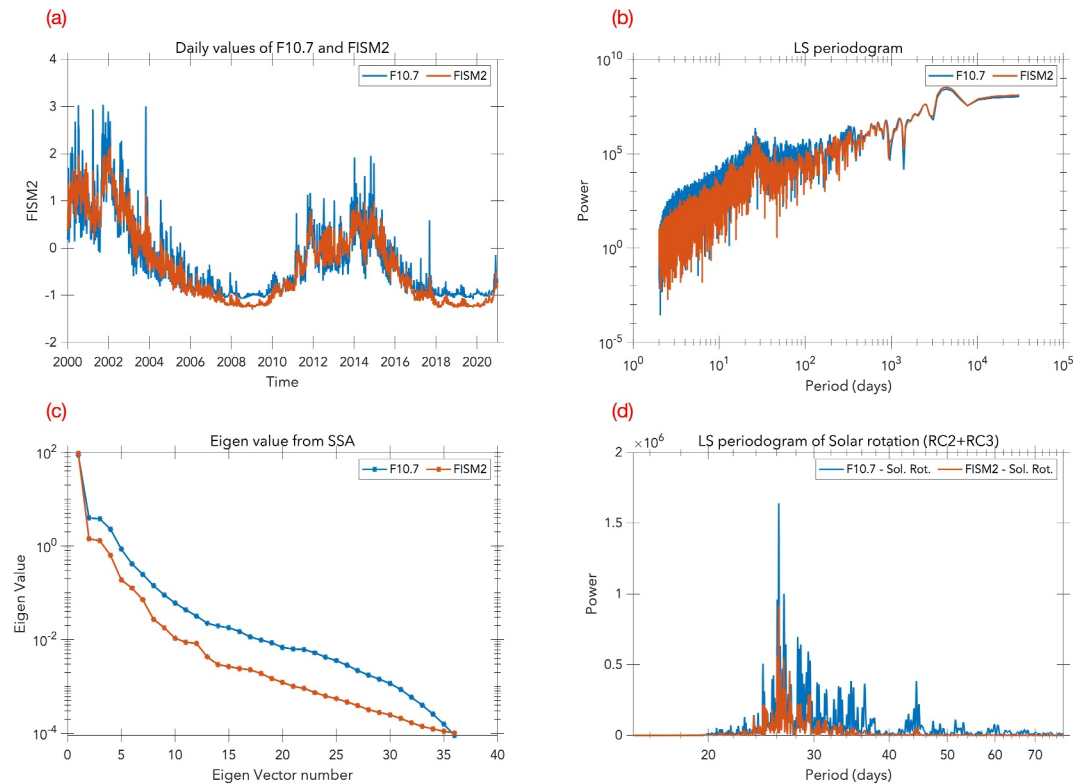 (a)
Daily values of F10.7 and FISM2
F10.7 FISM2
4
3
2
1
0
-1
-2
FISM2
2000 2002 2004 2006 2008 2010 2012 2014 2016 2018 2020
Time
(b)
LS periodogram
F10.7 FISM2
10^10
10^5
10^0
10^-5
Power
10^0 10^1 10^2 10^3 10^4 10^5
Period (days)
(c)
Eigen value from SSA
F10.7 FISM2
10^2
10^0
10^-2
10^-4
Eigen Value
0 5 10 15 20 25 30 35 40
Eigen Vector number
(d)
LS periodogram of Solar rotation (RC2+RC3)
×10^6
F10.7 - Sol. Rot. FISM2 - Sol. Rot.
2
1.5
1
0.5
0
Power
20 30 40 50 60 70
Period (days)